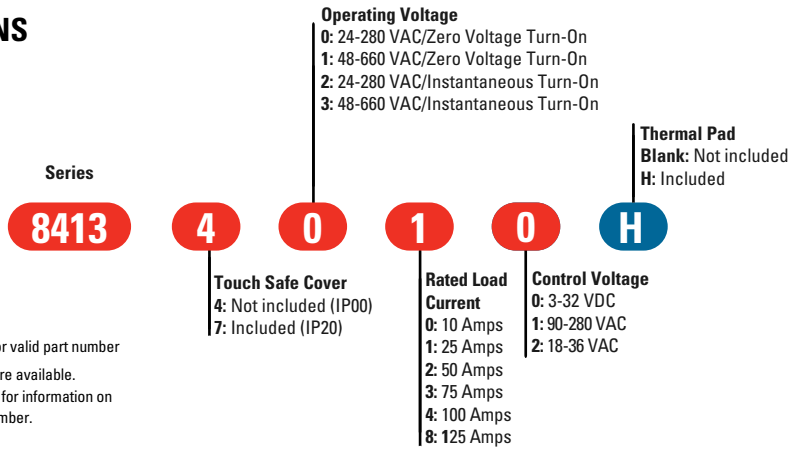 NS
Operating Voltage
0: 24-280 VAC/Zero Voltage Turn-On
1: 48-660 VAC/Zero Voltage Turn-On
2: 24-280 VAC/Instantaneous Turn-On
3: 48-660 VAC/Instantaneous Turn-On
Thermal Pad
Blank: Not included
H: Included
Series
8413
4
0
1
0
H
Touch Safe Cover
4: Not included (IP00)
7: Included (IP20)
Rated Load
Current
0: 10 Amps
1: 25 Amps
2: 50 Amps
3: 75 Amps
4: 100 Amps
8: 125 Amps
Control Voltage
0: 3-32 VDC
1: 90-280 VAC
2: 18-36 VAC
or valid part number
re available.
for information on
mber.